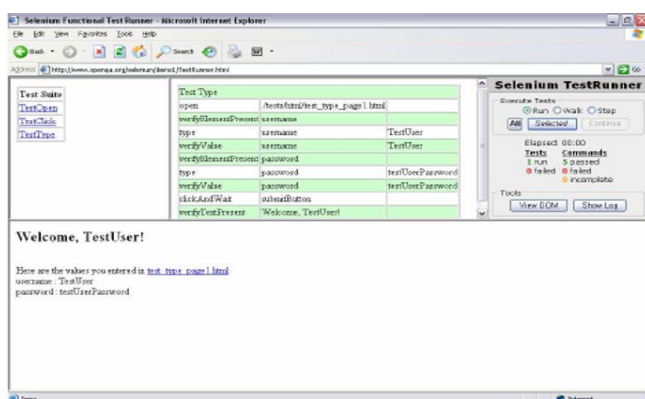 Selenium Functional Test Runner - Microsoft Internet Explorer
File Edit View Favorites Tools Help
Back Search
Address http://www.openqa.org/selenium/demos/TestRunner.html Go
Test Suite
TestOpen
TestClick
TestType
Test Type
open /tests/html/test_type_page1.html
verifyElementPresent username
type username TestUser
verifyValue username TestUser
verifyElementPresent password
type password testUserPassword
verifyValue password testUserPassword
clickAndWait submitButton
verifyTextPresent Welcome, TestUser!
Selenium TestRunner
Execute Tests
Run Walk Step
All Selected Continue
Elapsed: 00:00
Tests Commands
1 run 5 passed
0 failed 0 failed
0 incomplete
Tools
View DOM Show Log
Welcome, TestUser!
Here are the values you entered in test_type_page1.html
username : TestUser
password : testUserPassword
Internet